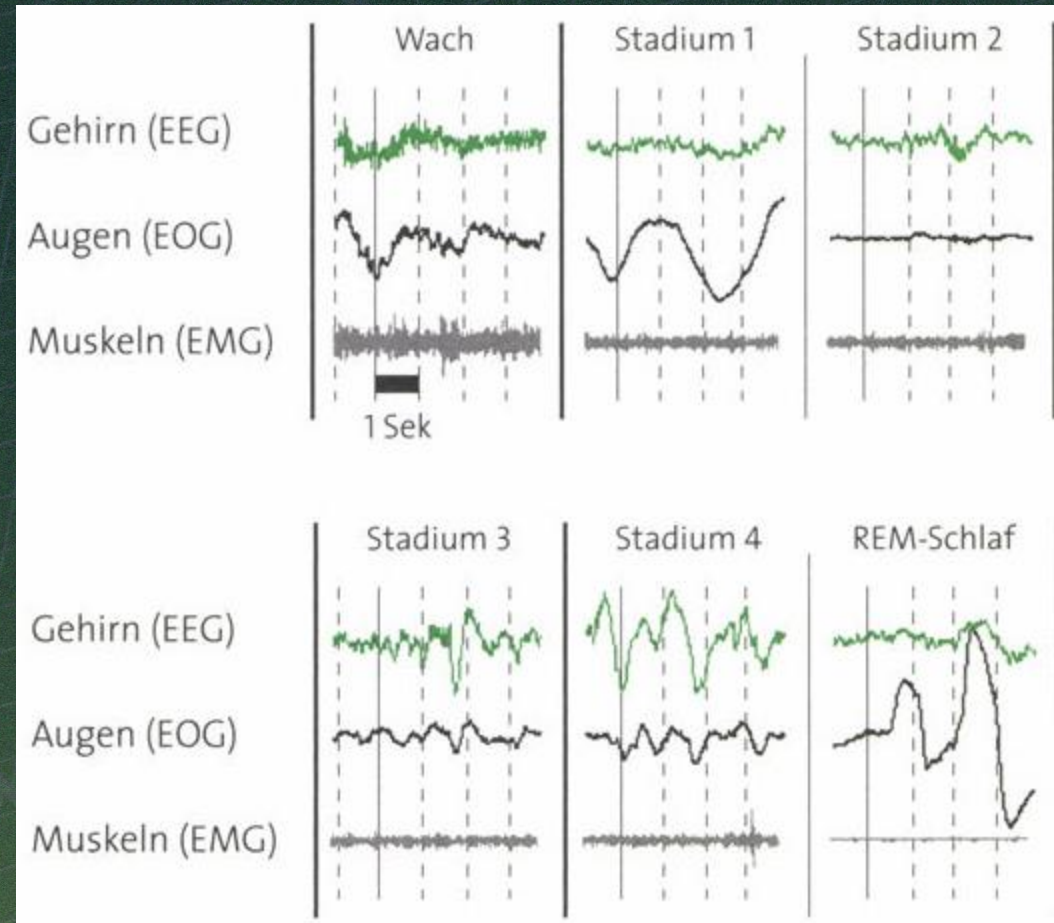 Wach Stadium 1 Stadium 2
Gehirn (EEG)
Augen (EOG)
Muskeln (EMG)
1 Sek
Stadium 3 Stadium 4 REM-Schlaf
Gehirn (EEG)
Augen (EOG)
Muskeln (EMG)